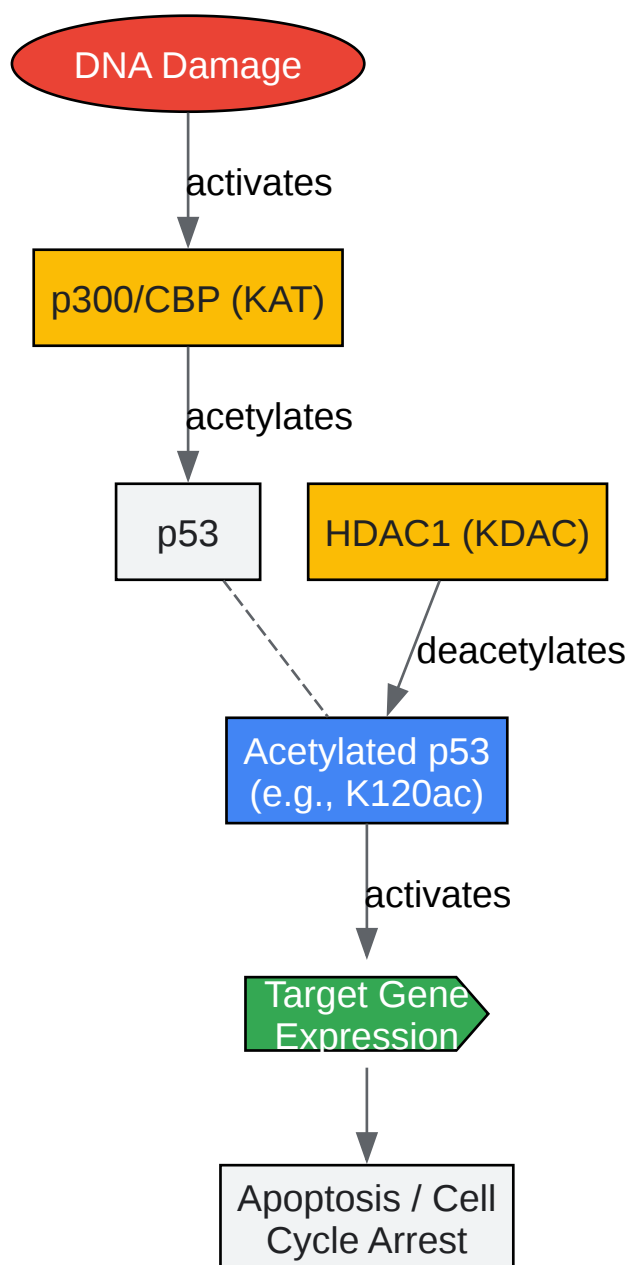 DNA Damage
activates
p300/CBP (KAT)
acetylates
p53
HDAC1 (KDAC)
deacetylates
Acetylated p53
(e.g., K120ac)
activates
Target Gene
Expression
Apoptosis / Cell
Cycle Arrest